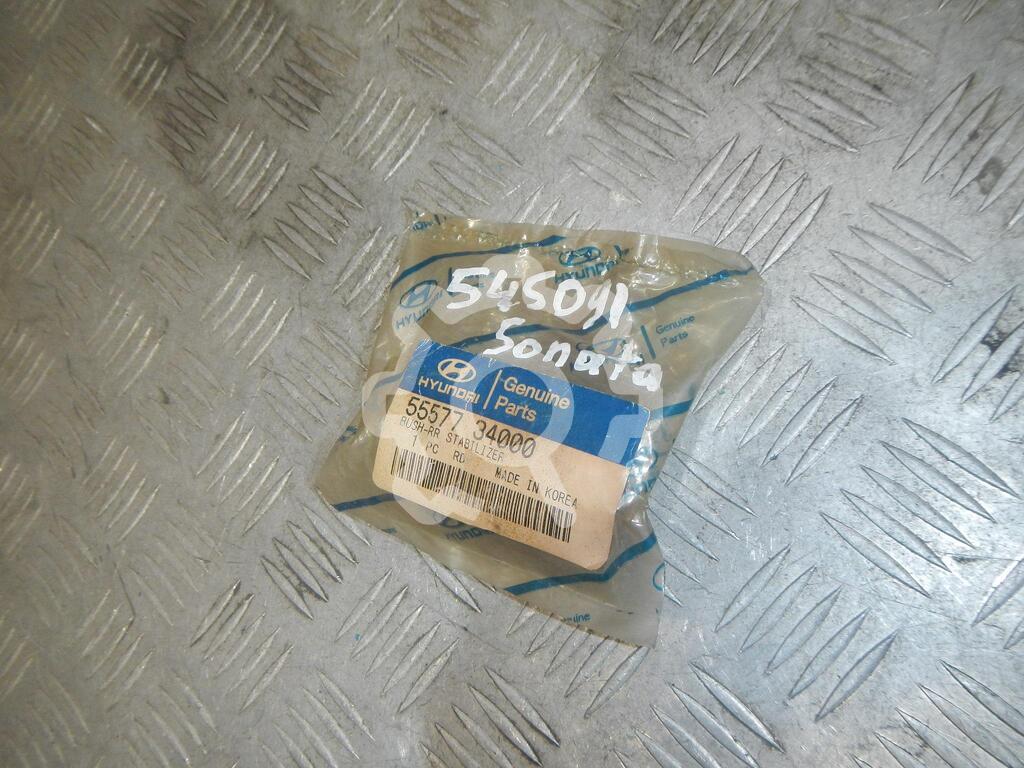 HYUNDAI
HYUNDAI
545041
Sonata
Genuine
Parts
HYUNDAI
Genuine
Parts
55577 34000
BUSH-RR STABILIZER
1 PC RD MADE IN KOREA